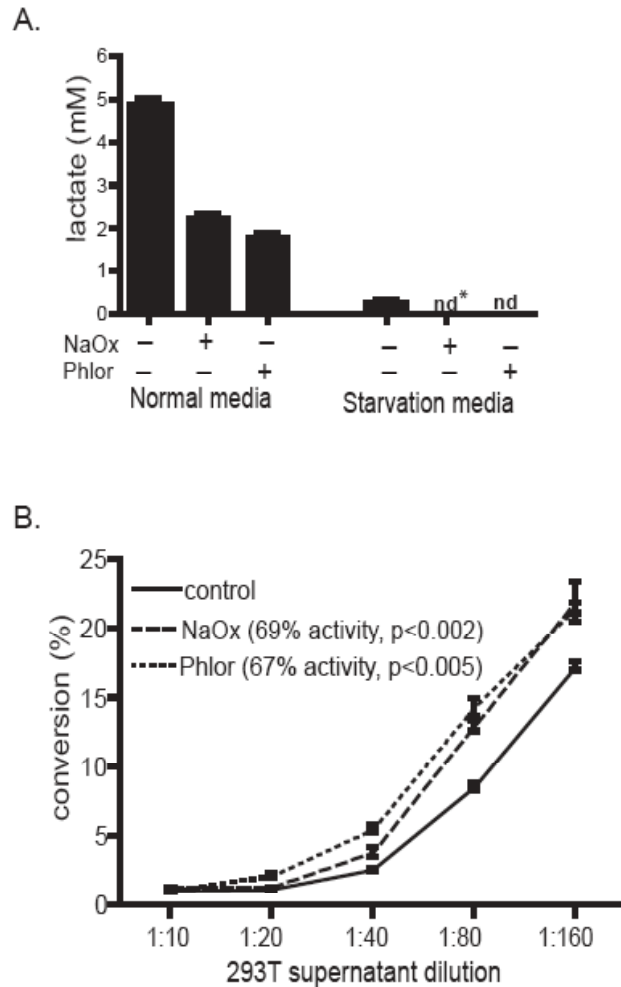 A.
6
5
4
3
2
1
0
lactate (mM)
nd* nd
NaOx – + – – + –
Phlor – – + – – +
Normal media Starvation media
B.
25
20
15
10
5
0
conversion (%)
control
NaOx (69% activity, p<0.002)
Phlor (67% activity, p<0.005)
1:10 1:20 1:40 1:80 1:160
293T supernatant dilution